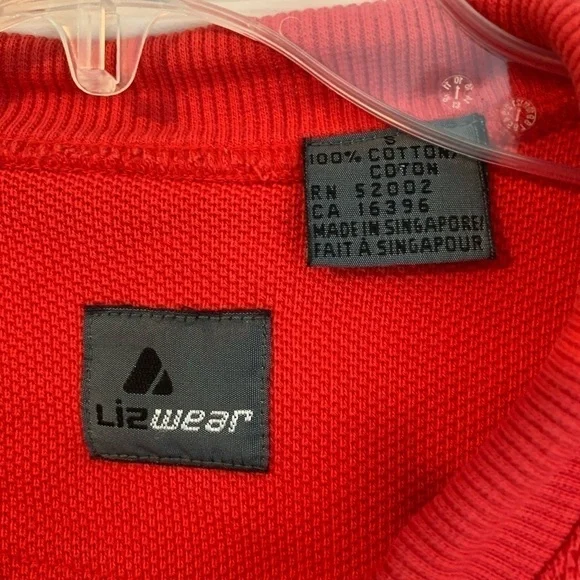 S
100% COTTON/
COTON
RN 52002
CA 16396
MADE IN SINGAPORE/
FAIT À SINGAPOUR
Lizwear